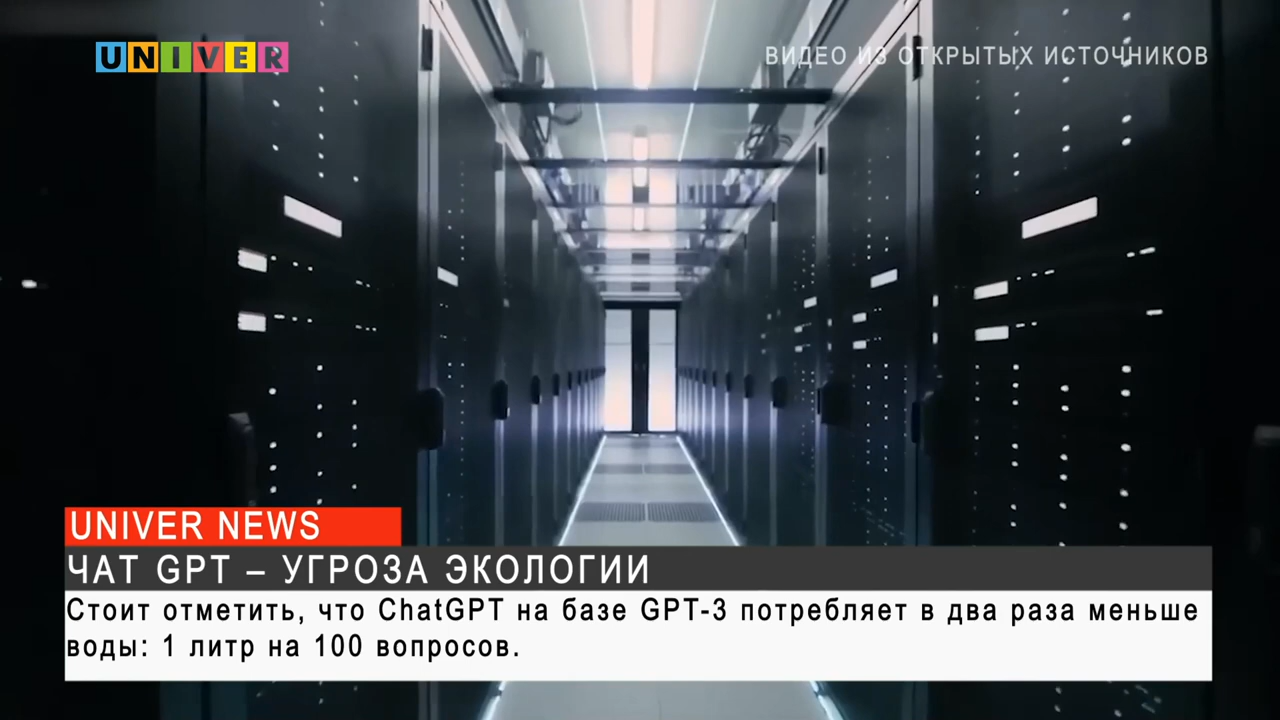 UNIVER
ВИДЕО ИЗ ОТКРЫТЫХ ИСТОЧНИКОВ
UNIVER NEWS
ЧАТ GPT – УГРОЗА ЭКОЛОГИИ
Стоит отметить, что ChatGPT на базе GPT-3 потребляет в два раза меньше
воды: 1 литр на 100 вопросов.